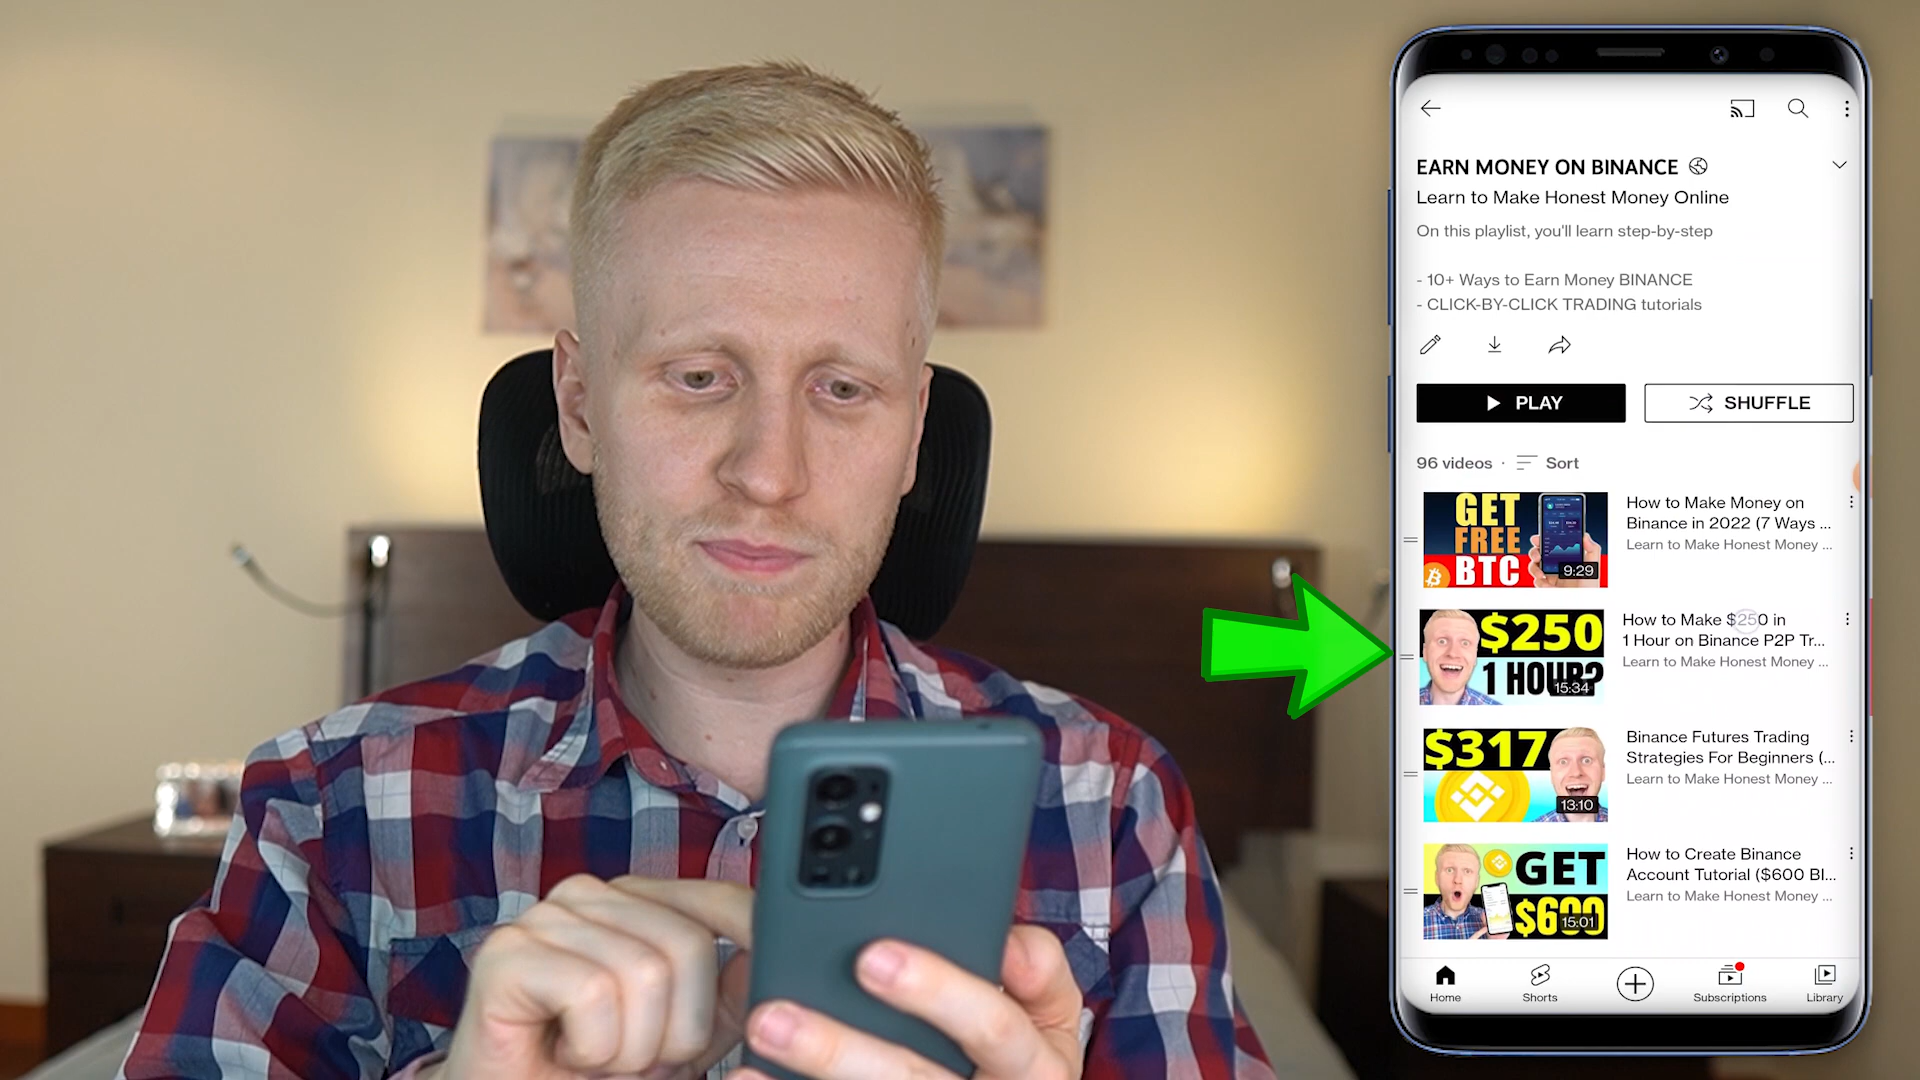 EARN MONEY ON BINANCE
Learn to Make Honest Money Online
On this playlist, you'll learn step-by-step
- 10+ Ways to Earn Money BINANCE
- CLICK-BY-CLICK TRADING tutorials
PLAY
SHUFFLE
96 videos · Sort
GET
FREE
BTC
9:29
How to Make Money on
Binance in 2022 (7 Ways ...
Learn to Make Honest Money ...
$250
1 HOUR?
15:34
How to Make $250 in
1 Hour on Binance P2P Tr...
Learn to Make Honest Money ...
$317
13:10
Binance Futures Trading
Strategies For Beginners (...
Learn to Make Honest Money ...
GET
$600
15:01
How to Create Binance
Account Tutorial ($600 BI...
Learn to Make Honest Money ...
Home
Shorts
Subscriptions
Library